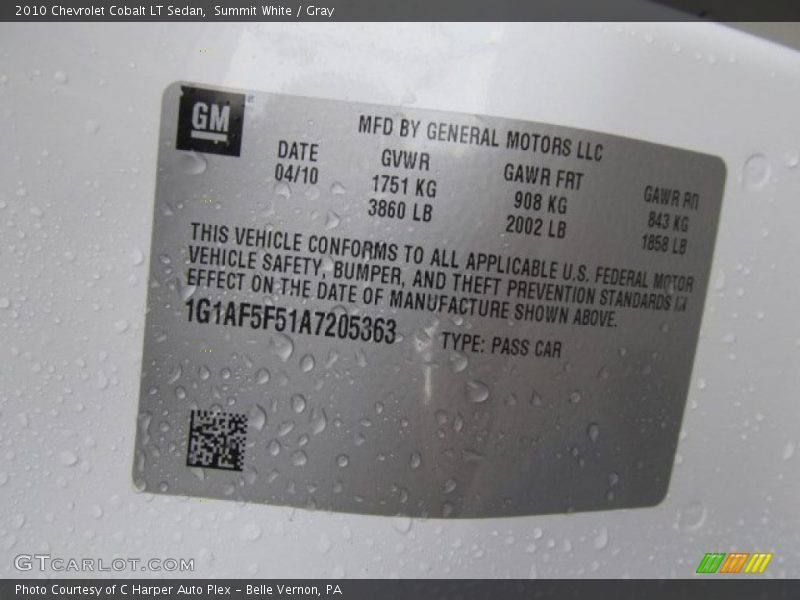 2010 Chevrolet Cobalt LT Sedan, Summit White / Gray
GM
MFD BY GENERAL MOTORS LLC
DATE GVWR GAWR FRT GAWR RR
04/10 1751 KG 908 KG 843 KG
3860 LB 2002 LB 1858 LB
THIS VEHICLE CONFORMS TO ALL APPLICABLE U.S. FEDERAL MOTOR
VEHICLE SAFETY, BUMPER, AND THEFT PREVENTION STANDARDS IN
EFFECT ON THE DATE OF MANUFACTURE SHOWN ABOVE.
1G1AF5F51A7205363 TYPE: PASS CAR
GTCARLOT.COM
Photo Courtesy of C Harper Auto Plex – Belle Vernon, PA